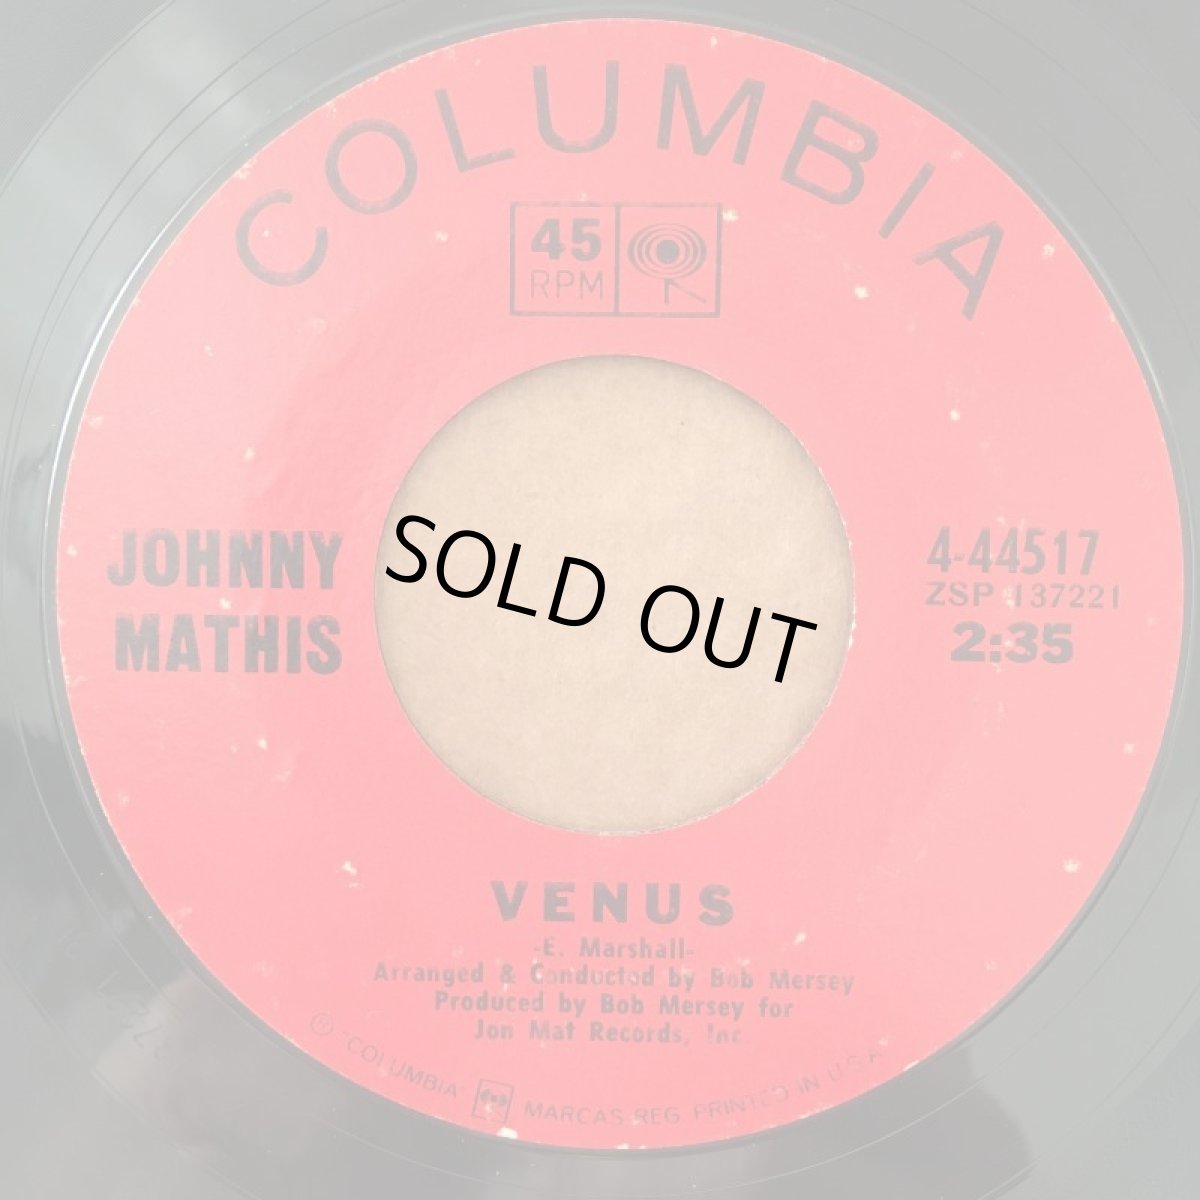 COLUMBIA
45
RPM
JOHNNY
MATHIS
4-44517
ZSP 137221
2:35
SOLD OUT
VENUS
-E. Marshall-
Arranged & Conducted by Bob Mersey
Produced by Bob Mersey for
Jon Mat Records, Inc.
® "COLUMBIA" MARCAS REG. PRINTED IN U.S.A.